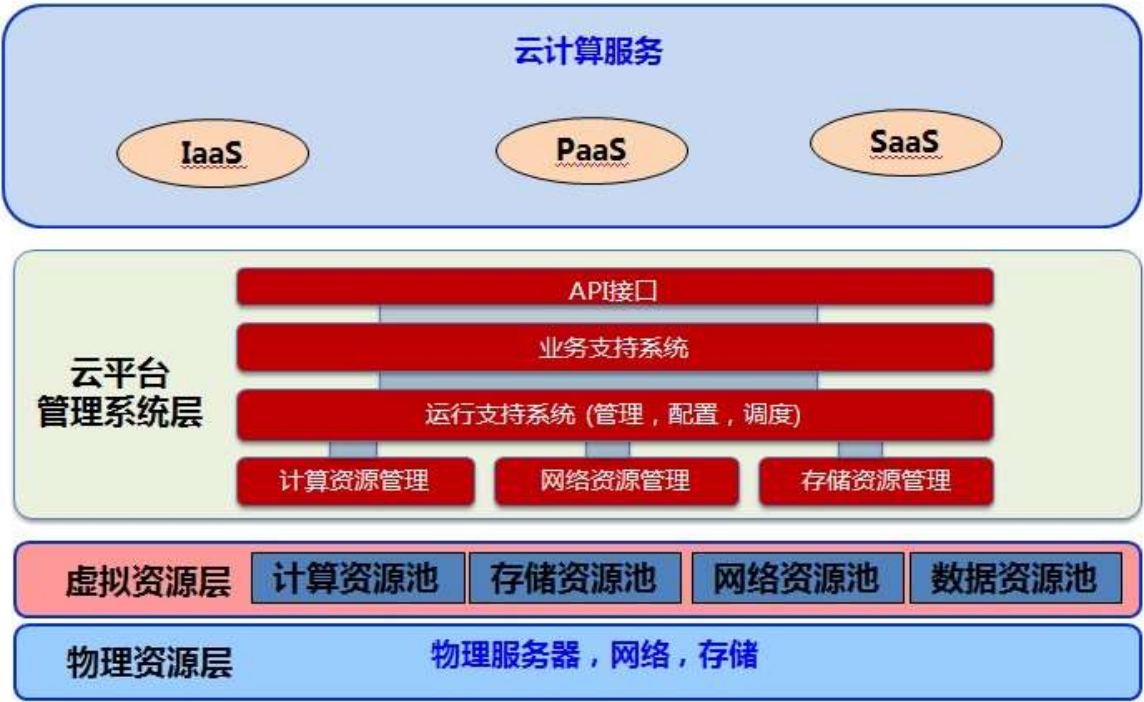 云计算服务
IaaS
PaaS
SaaS
API接口
业务支持系统
云平台
管理系统层
运行支持系统 (管理，配置，调度)
计算资源管理
网络资源管理
存储资源管理
虚拟资源层
计算资源池
存储资源池
网络资源池
数据资源池
物理资源层
物理服务器，网络，存储